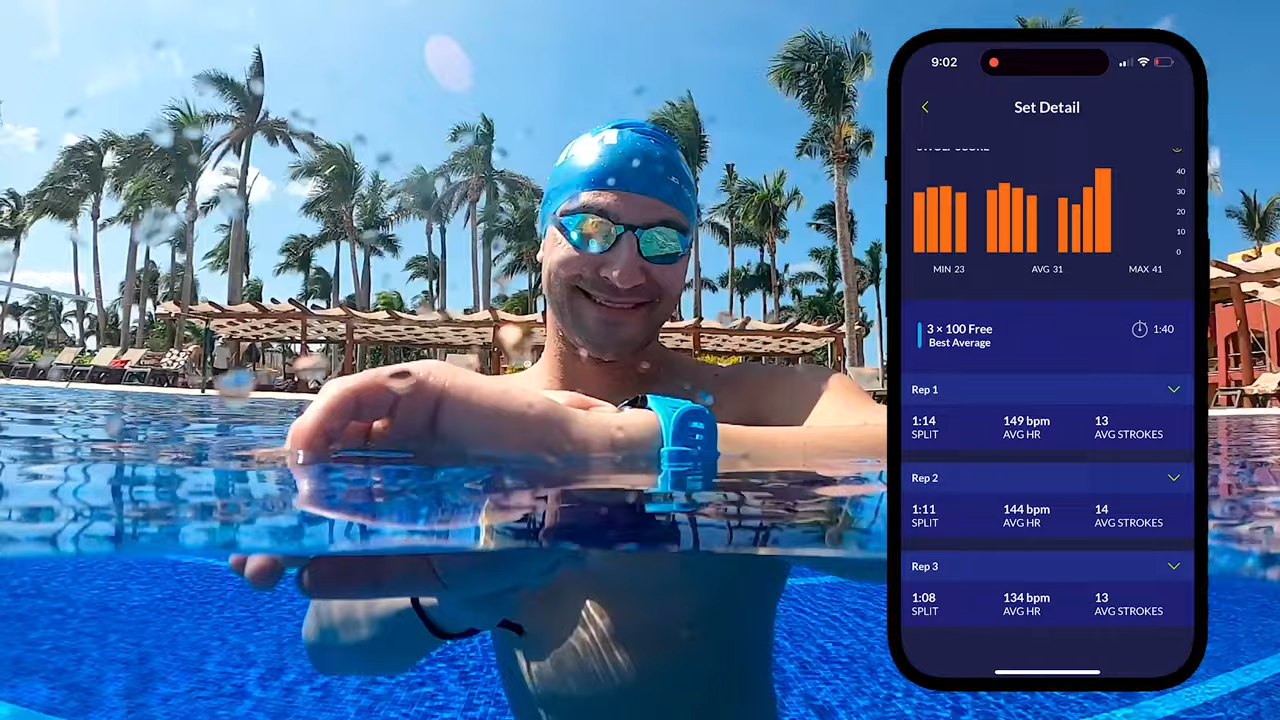 9:02
Set Detail
SWOLF SCORE
40
30
20
10
0
MIN 23 AVG 31 MAX 41
3 × 100 Free 1:40
Best Average
Rep 1
1:14 149 bpm 13
SPLIT AVG HR AVG STROKES
Rep 2
1:11 144 bpm 14
SPLIT AVG HR AVG STROKES
Rep 3
1:08 134 bpm 13
SPLIT AVG HR AVG STROKES